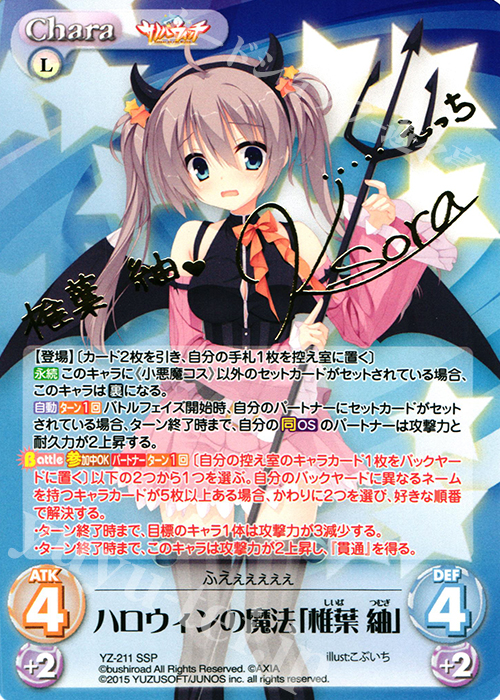 Chara
サノバウィッチ
L
えっち
椎葉 紬♥
sora
【登場】〔カード2枚を引き、自分の手札1枚を控え室に置く〕
永続 このキャラに〈小悪魔コス〉以外のセットカードがセットされている場合、
このキャラは裏になる。
自動 ターン1回 バトルフェイズ開始時、自分のパートナーにセットカードがセット
されている場合、ターン終了時まで、自分の同OSのパートナーは攻撃力と
耐久力が2上昇する。
Battle 参加中OK パートナー ターン1回 〔自分の控え室のキャラカード1枚をバックヤー
ドに置く〕以下の2つから1つを選ぶ。自分のバックヤードに異なるネーム
を持つキャラカードが5枚以上ある場合、かわりに2つを選び、好きな順番
で解決する。
・ターン終了時まで、目標のキャラ1体は攻撃力が3減少する。
・ターン終了時まで、このキャラは攻撃力が2上昇し、『貫通』を得る。
ふえぇぇぇぇぇ
ATK
4
+2
ハロウィンの魔法「椎葉 紬」
しいば つむぎ
DEF
4
+2
YZ-211 SSP
illust:こぶいち
©bushiroad All Rights Reserved. ©AXIA
©2015 YUZUSOFT/JUNOS inc. all rights reserved.